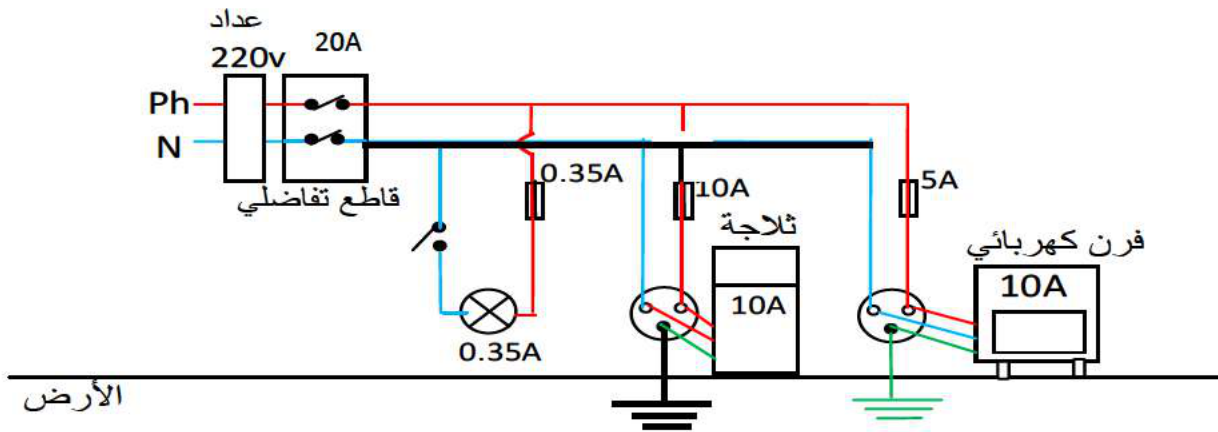 عداد
220v
20A
Ph
N
قاطع تفاضلي
0.35A
0.35A
10A
ثلاجة
10A
5A
فرن كهربائي
10A
الأرض